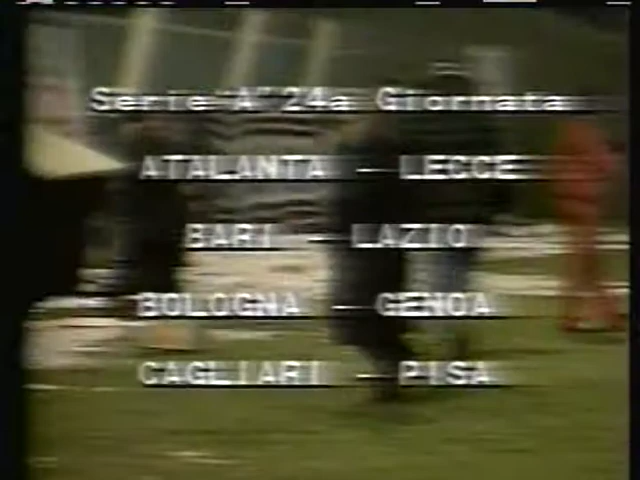 Serie "A" 24a Giornata
ATALANTA - LECCE
BARI - LAZIO
BOLOGNA - GENOA
CAGLIARI - PISA